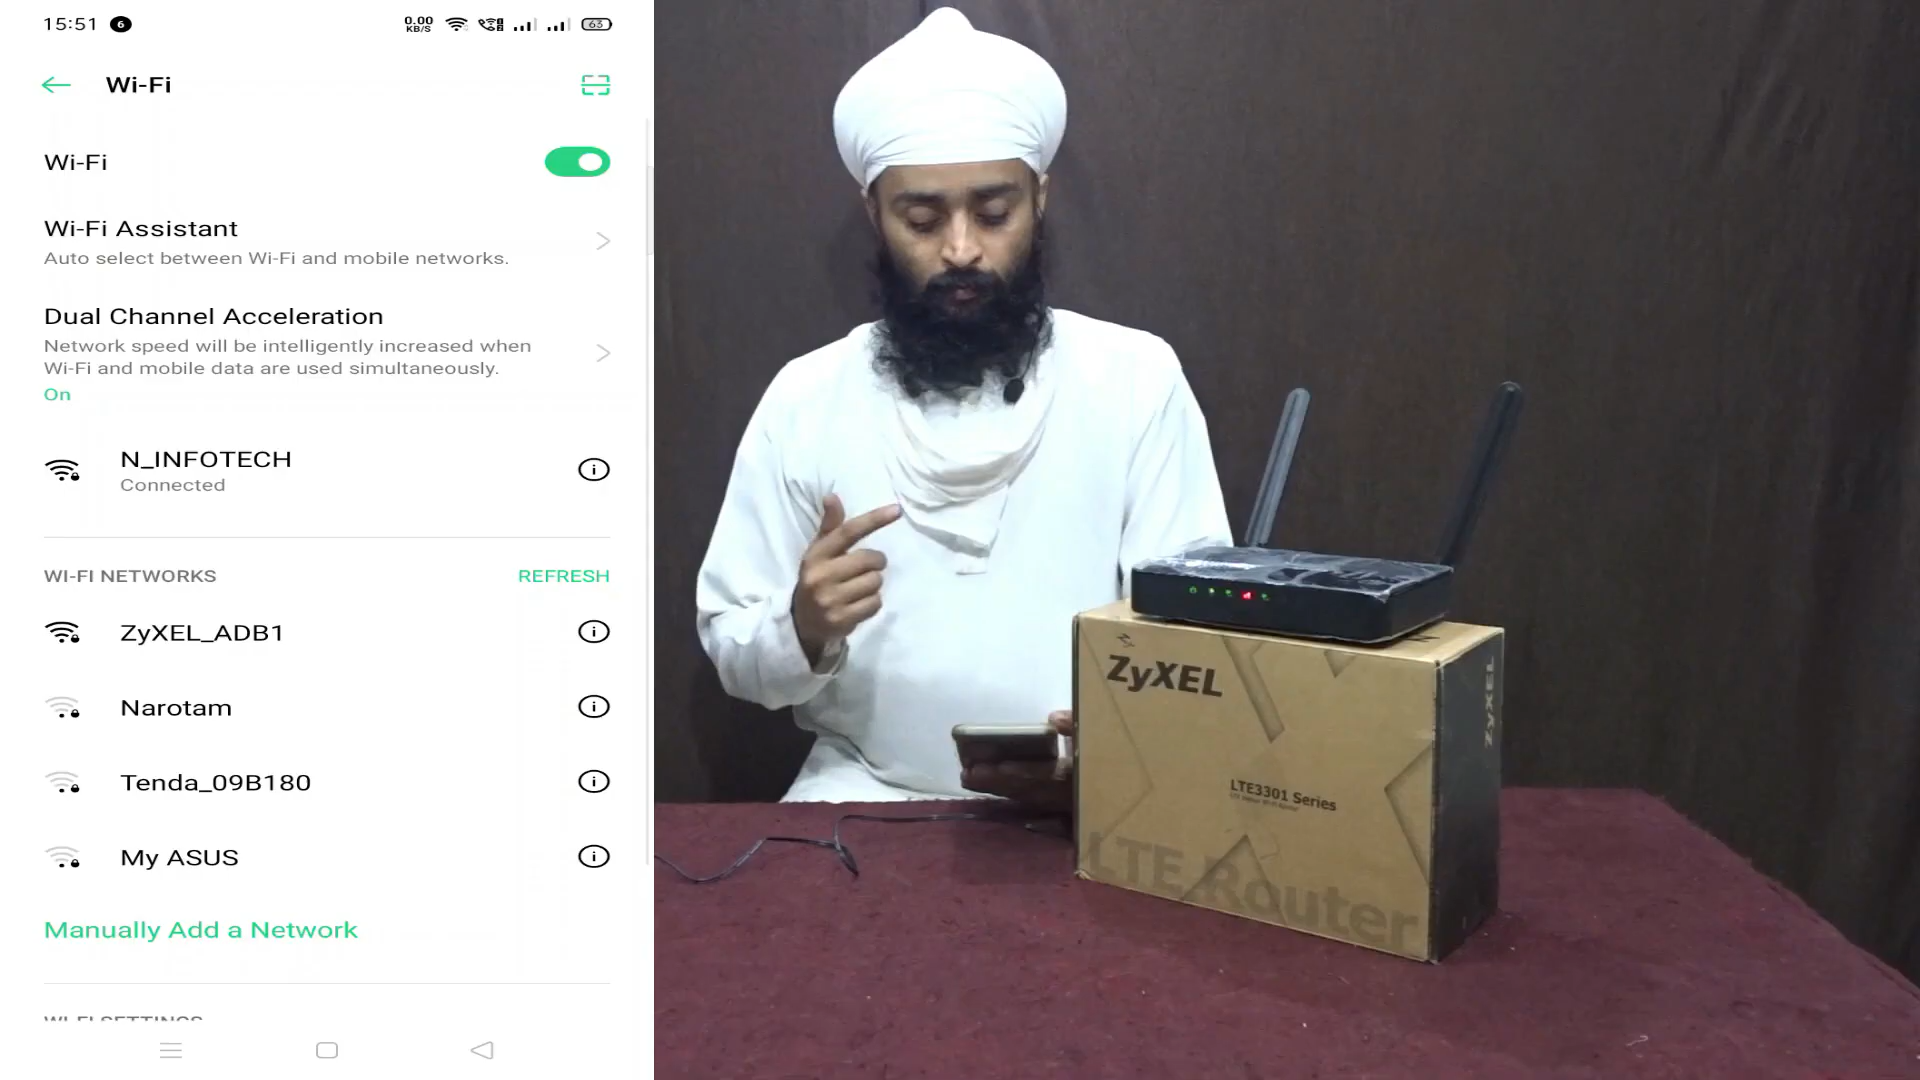 15:51 6 0.00 KB/S 63
Wi-Fi
Wi-Fi
Wi-Fi Assistant
Auto select between Wi-Fi and mobile networks.
Dual Channel Acceleration
Network speed will be intelligently increased when
Wi-Fi and mobile data are used simultaneously.
On
N_INFOTECH
Connected
WI-FI NETWORKS REFRESH
ZyXEL_ADB1
Narotam
Tenda_09B180
My ASUS
Manually Add a Network
WI-FI SETTINGS
ZyXEL
LTE3301 Series
LTE Router
ZyXEL